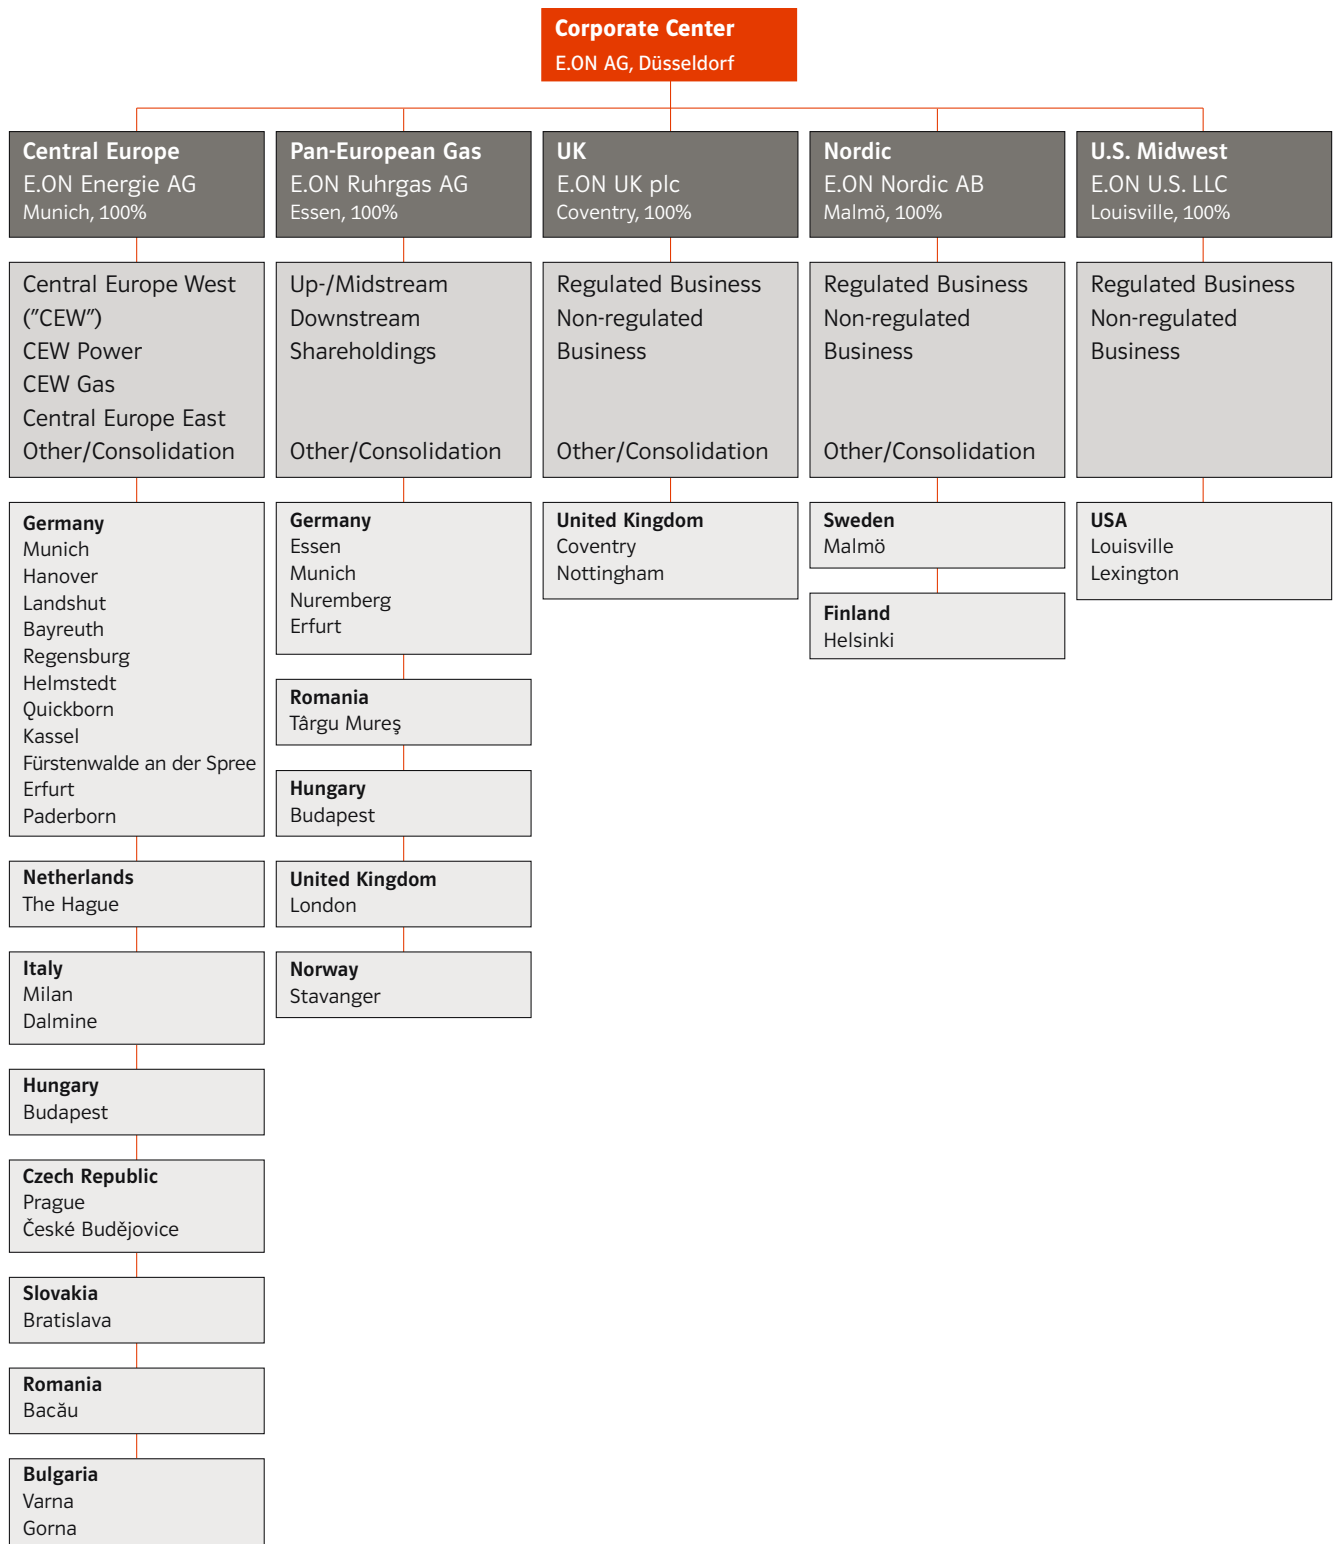 Corporate Center
E.ON AG, Düsseldorf
Central Europe
E.ON Energie AG
Munich, 100%
Central Europe West
(”CEW”)
CEW Power
CEW Gas
Central Europe East
Other/Consolidation
Germany
Munich
Hanover
Landshut
Bayreuth
Regensburg
Helmstedt
Quickborn
Kassel
Fürstenwalde an der Spree
Erfurt
Paderborn
Netherlands
The Hague
Italy
Milan
Dalmine
Hungary
Budapest
Czech Republic
Prague
České Budějovice
Slovakia
Bratislava
Romania
Bacău
Bulgaria
Varna
Gorna
Pan-European Gas
E.ON Ruhrgas AG
Essen, 100%
Up-/Midstream
Downstream
Shareholdings
Other/Consolidation
Germany
Essen
Munich
Nuremberg
Erfurt
Romania
Târgu Mureş
Hungary
Budapest
United Kingdom
London
Norway
Stavanger
UK
E.ON UK plc
Coventry, 100%
Regulated Business
Non-regulated
Business
Other/Consolidation
United Kingdom
Coventry
Nottingham
Nordic
E.ON Nordic AB
Malmö, 100%
Regulated Business
Non-regulated
Business
Other/Consolidation
Sweden
Malmö
Finland
Helsinki
U.S. Midwest
E.ON U.S. LLC
Louisville, 100%
Regulated Business
Non-regulated
Business
USA
Louisville
Lexington